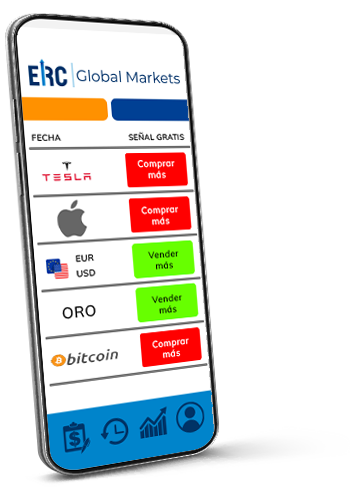 ERC Global Markets
FECHA SEÑAL GRATIS
TESLA Comprar
más
Comprar
más
EUR
USD
Vender
más
ORO Vender
más
bitcoin Comprar
más